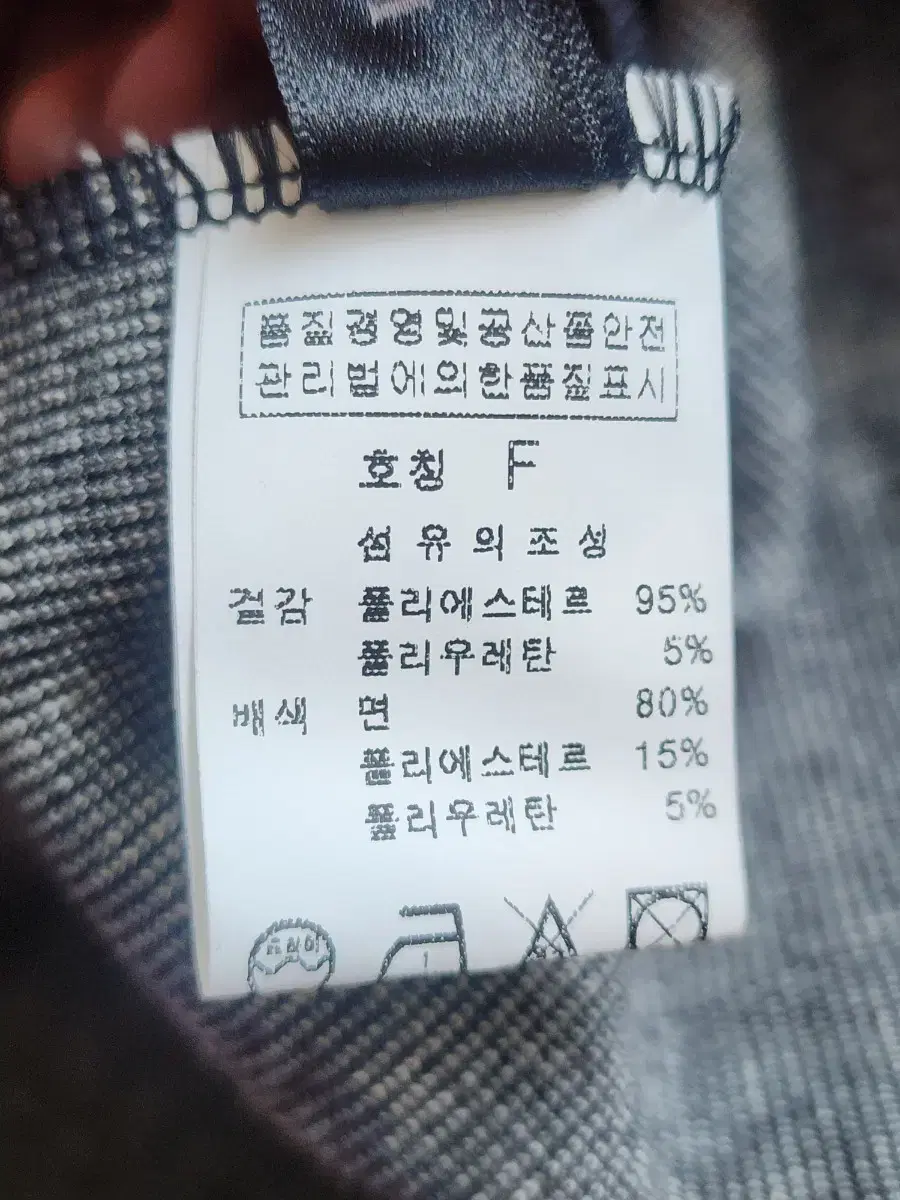 품질경영및공산품안전
관리법에의한품질표시
호칭 F
섬유의조성
겉감 폴리에스테르 95%
폴리우레탄 5%
배색 면 80%
폴리에스테르 15%
폴리우레탄 5%
드라이